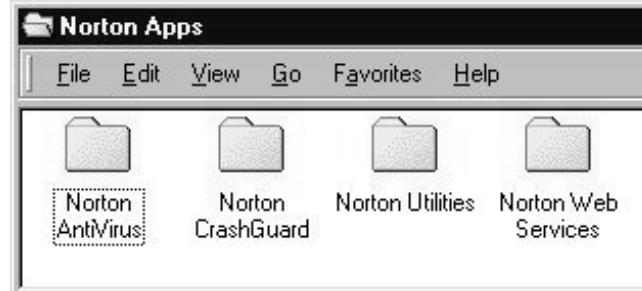 Norton Apps
File Edit View Go Favorites Help
Norton AntiVirus
Norton CrashGuard
Norton Utilities
Norton Web Services